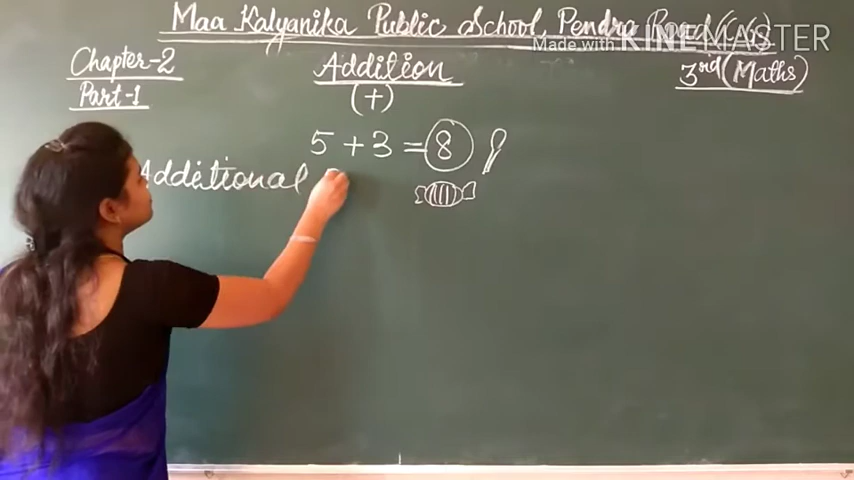 Maa Kalyanika Public School Pendra Road (C.G)
Made with KINEMASTER
Chapter-2
Addition
3rd (Maths)
Part-1
(+)
5 + 3 = 8
Additional